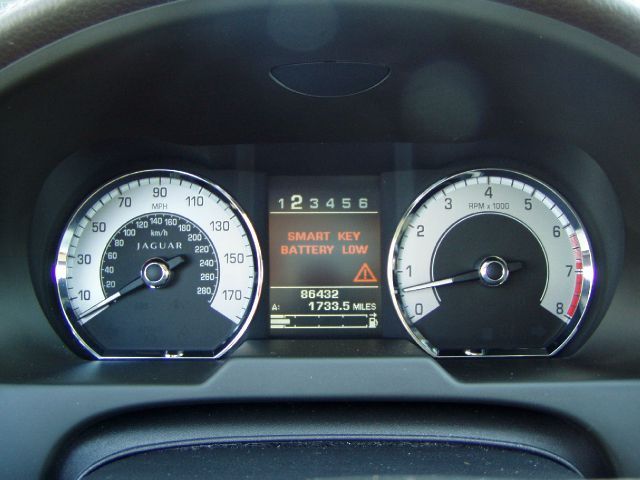 90
70 MPH 110
50 130
30 150
10 170
120 140 160
100 km/h 180
80 200
60 220
40 240
20 260
280
JAGUAR
1 2 3 4 5 6
SMART KEY
BATTERY LOW
86432
A: 1733.5 MILES
4
3 RPM x 1000 5
2 6
1 7
0 8